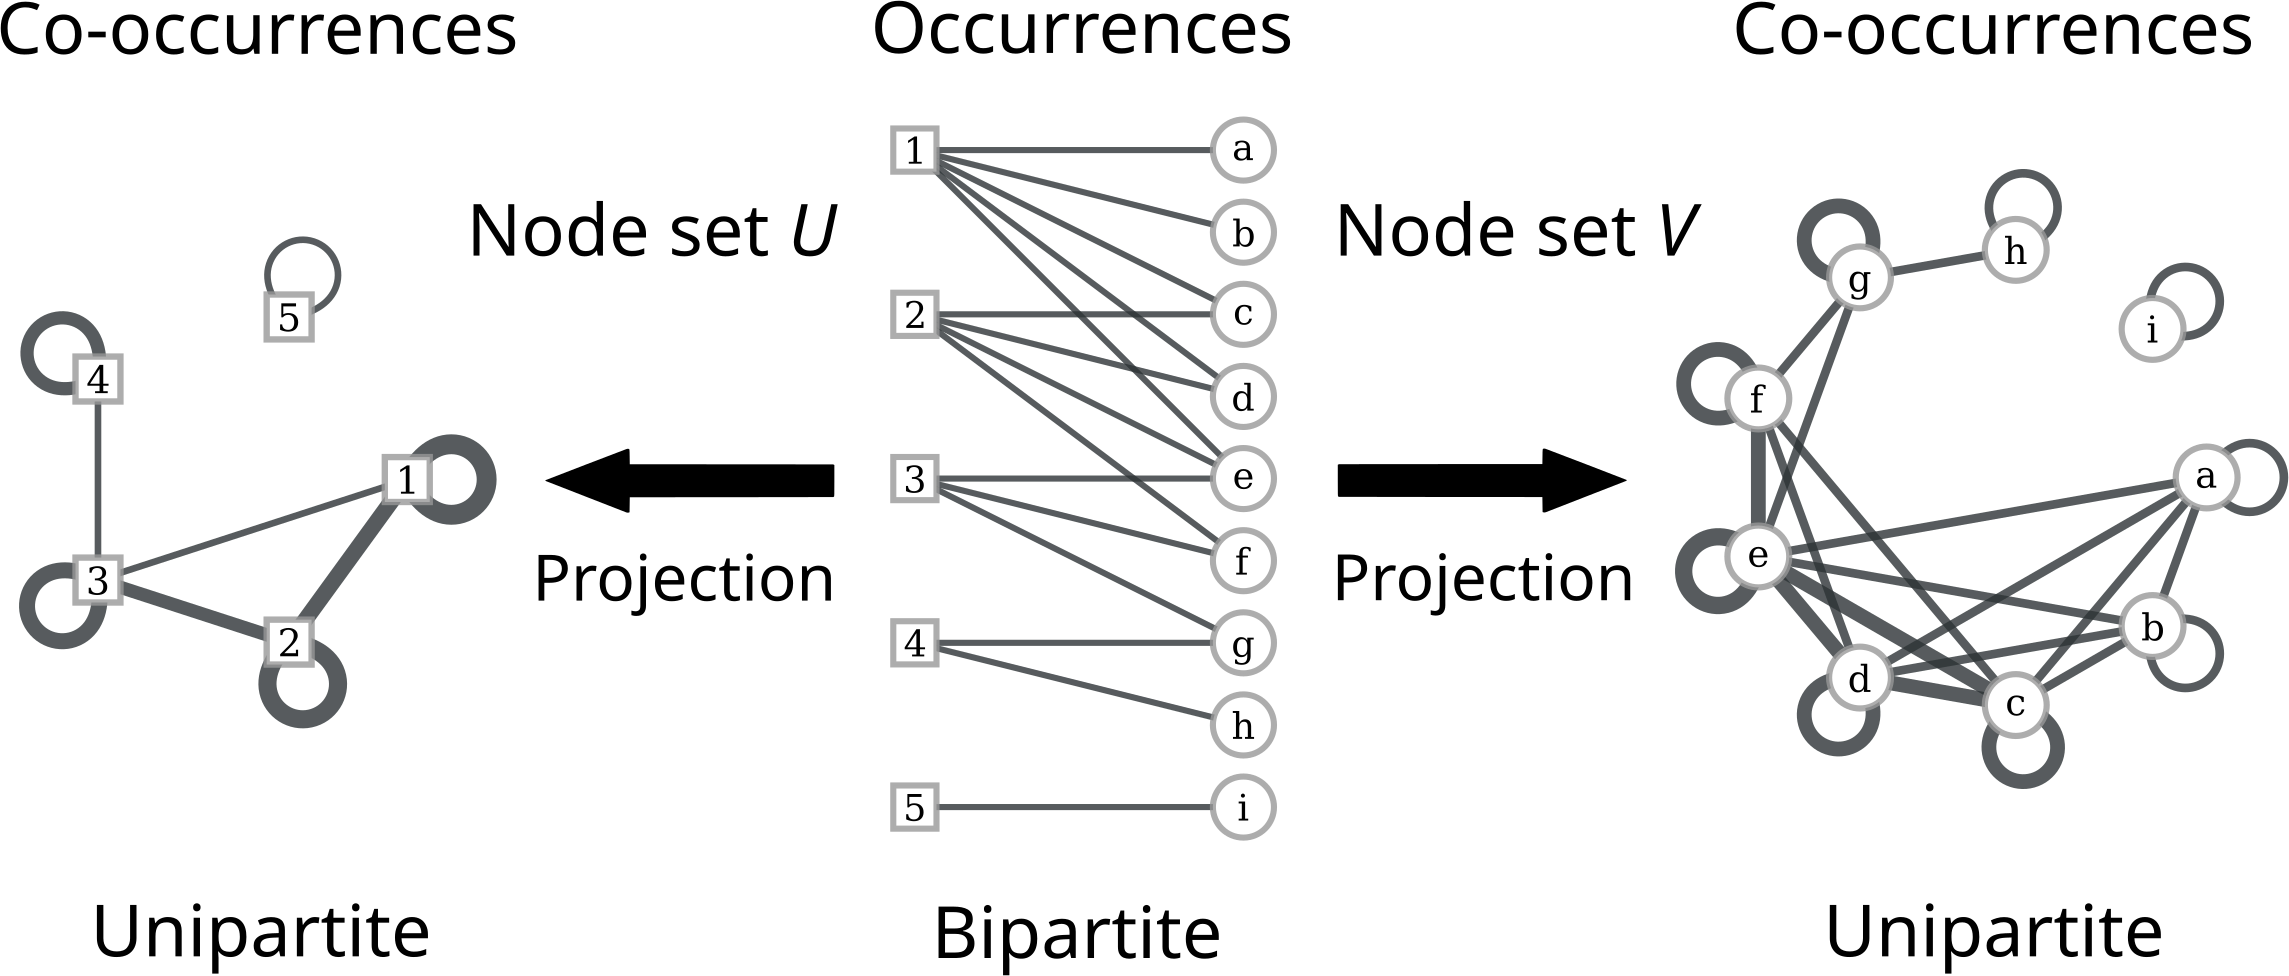 Co-occurrences
Occurrences
Co-occurrences
Node set U
Node set V
Projection
Projection
5
4
1
3
2
1
2
3
4
5
a
b
c
d
e
f
g
h
i
h
g
i
f
a
e
b
d
c
Unipartite
Bipartite
Unipartite